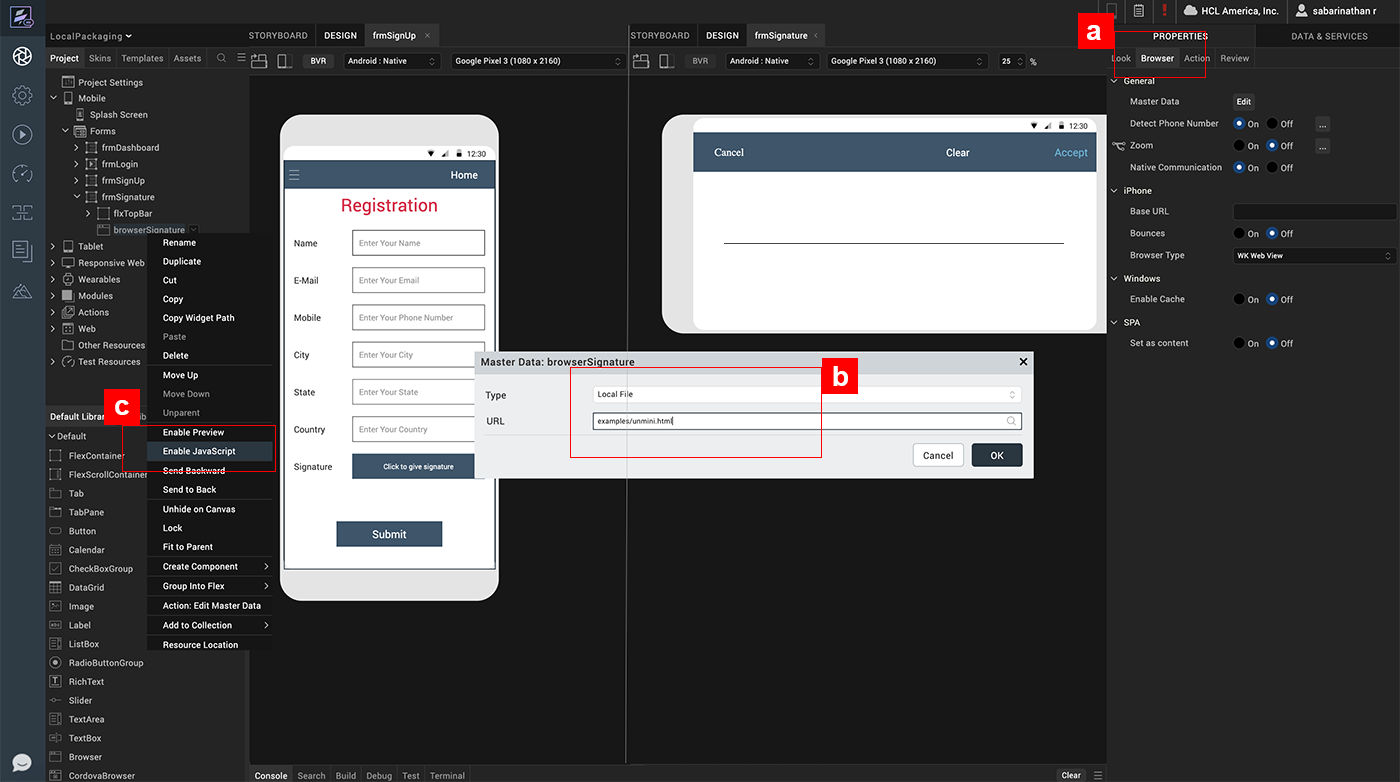 HCL America, Inc.
sabarinathan r
LocalPackaging
STORYBOARD
DESIGN
frmSignUp
STORYBOARD
DESIGN
frmSignature
a
PROPERTIES
DATA & SERVICES
Project
Skins
Templates
Assets
BVR
Android : Native
Google Pixel 3 (1080 x 2160)
BVR
Android : Native
Google Pixel 3 (1080 x 2160)
25
%
Look
Browser
Action
Review
Project Settings
Mobile
Splash Screen
Forms
frmDashboard
frmLogin
frmSignUp
frmSignature
flxTopBar
browserSignature
Tablet
Responsive Web
Wearables
Modules
Actions
Web
Other Resources
Test Resources
Rename
Duplicate
Cut
Copy
Copy Widget Path
Paste
Delete
Move Up
Move Down
Unparent
Enable Preview
Enable JavaScript
Send Backward
Send to Back
Unhide on Canvas
Lock
Fit to Parent
Create Component
Group Into Flex
Action: Edit Master Data
Add to Collection
Resource Location
c
Default
FlexContainer
FlexScrollContainer
Tab
TabPane
Button
Calendar
CheckBoxGroup
DataGrid
Image
Label
ListBox
RadioButtonGroup
RichText
Slider
TextArea
TextBox
Browser
CordovaBrowser
12:30
Home
Registration
Name
Enter Your Name
E-Mail
Enter Your Email
Mobile
Enter Your Phone Number
City
Enter Your City
State
Enter Your State
Country
Enter Your Country
Signature
Click to give signature
Submit
12:30
Cancel
Clear
Accept
Master Data: browserSignature
b
Type
Local File
URL
examples/unmini.html
Cancel
OK
General
Master Data
Edit
Detect Phone Number
On
Off
...
Zoom
On
Off
...
Native Communication
On
Off
iPhone
Base URL
Bounces
On
Off
Browser Type
WK Web View
Windows
Enable Cache
On
Off
SPA
Set as content
On
Off
Console
Search
Build
Debug
Test
Terminal
Clear